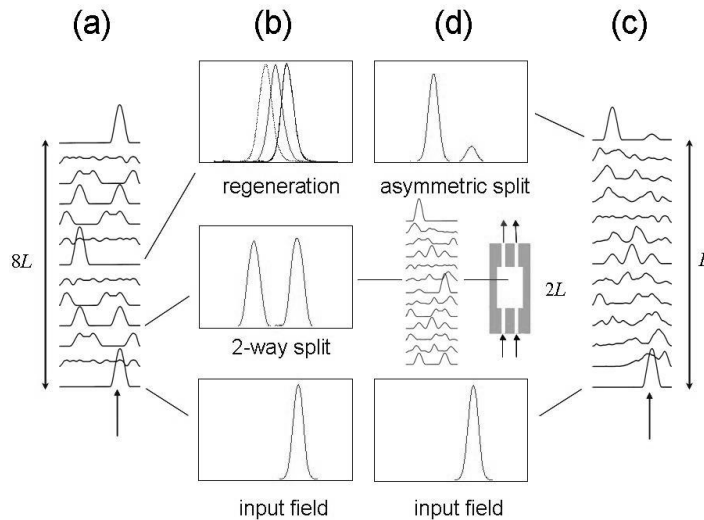 (a) (b) (d) (c)
regeneration asymmetric split
8L
2L
2-way split
input field input field